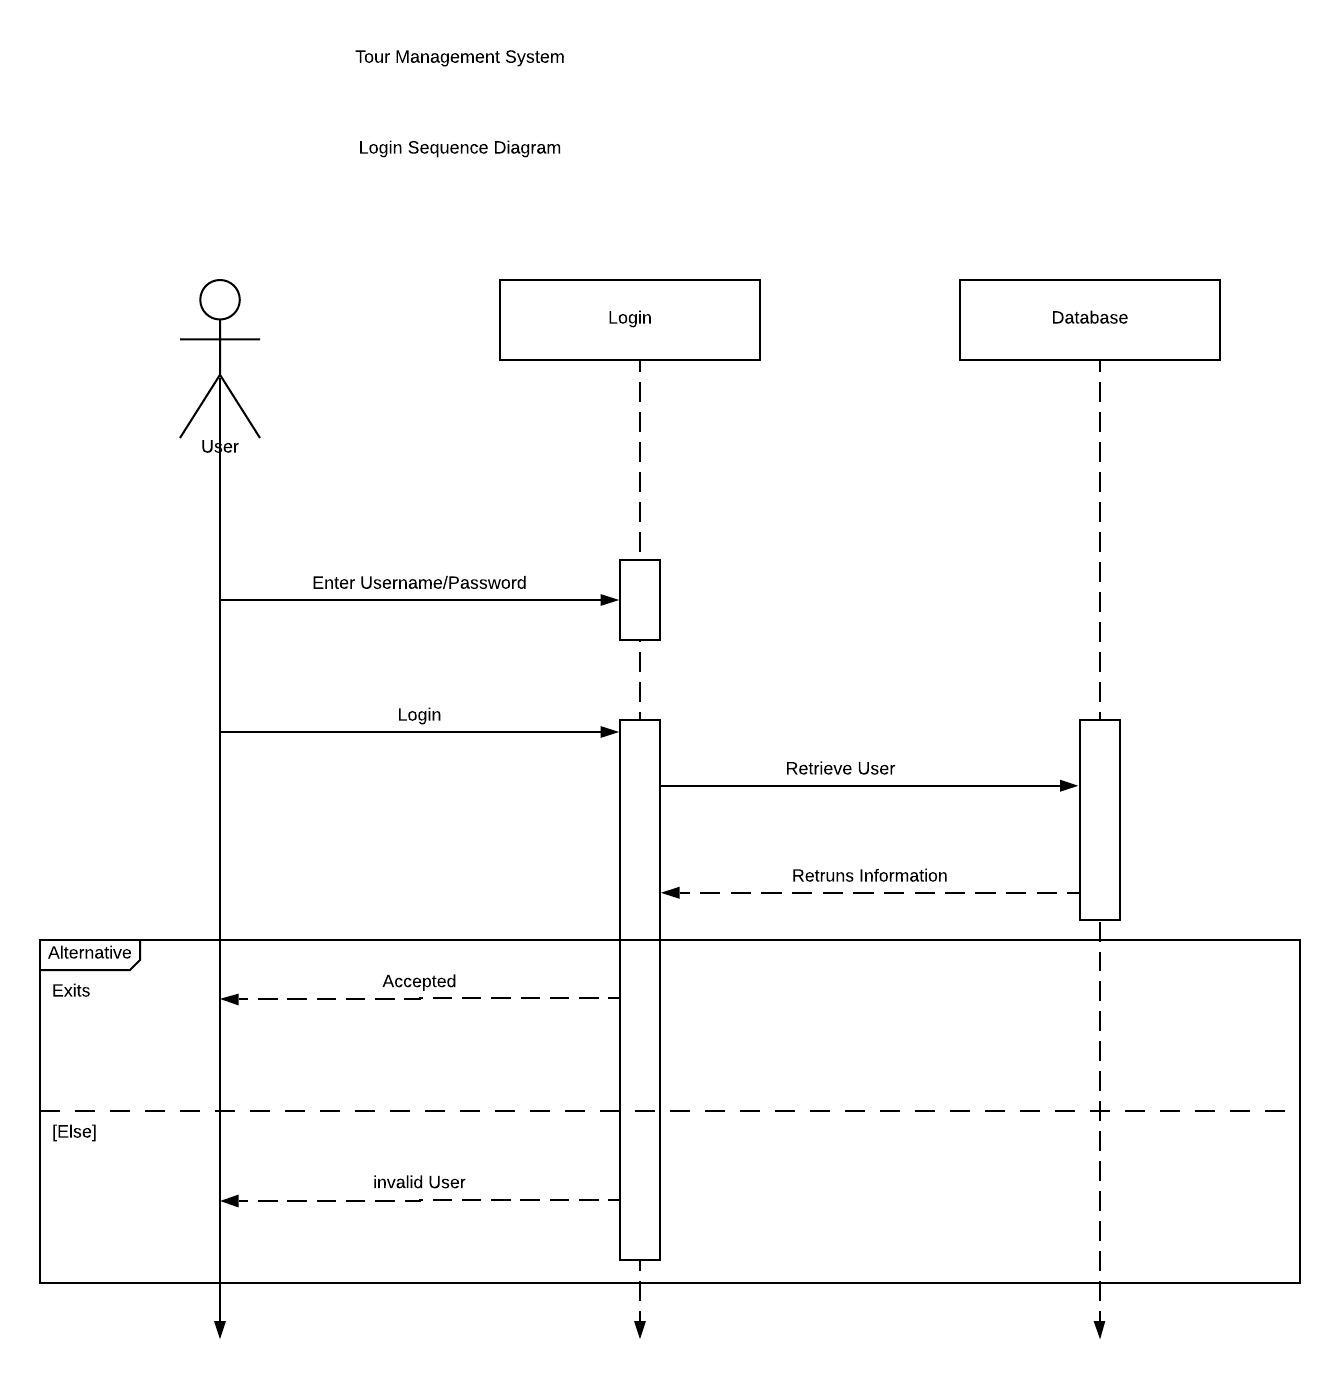 Tour Management System
Login Sequence Diagram
Login
Database
User
Enter Username/Password
Login
Retrieve User
Retruns Information
Alternative
Accepted
Exits
[Else]
invalid User